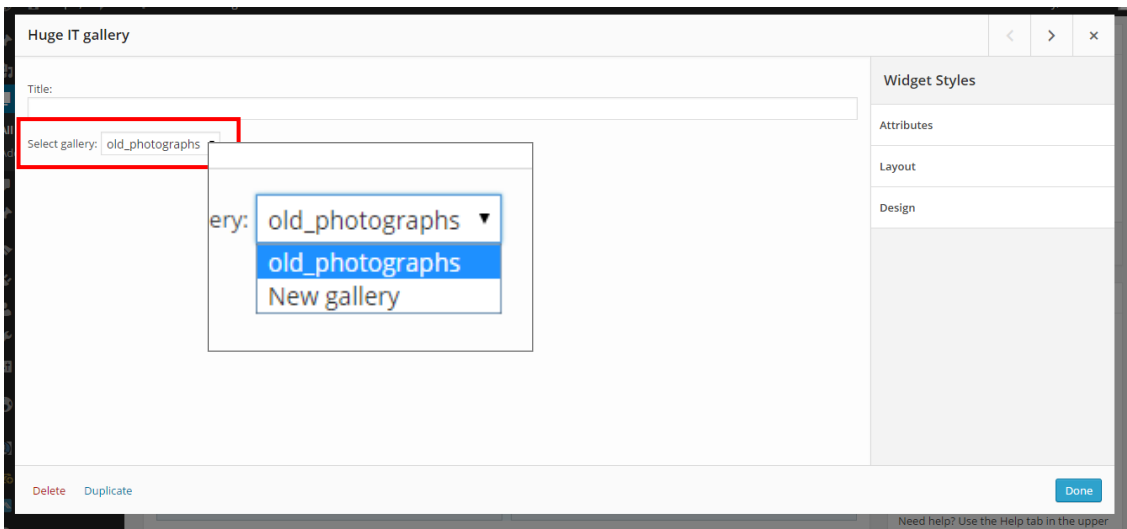 Huge IT gallery
Title:
Select gallery: old_photographs
ery: old_photographs
old_photographs
New gallery
Widget Styles
Attributes
Layout
Design
Delete Duplicate
Done
Need help? Use the Help tab in the upper